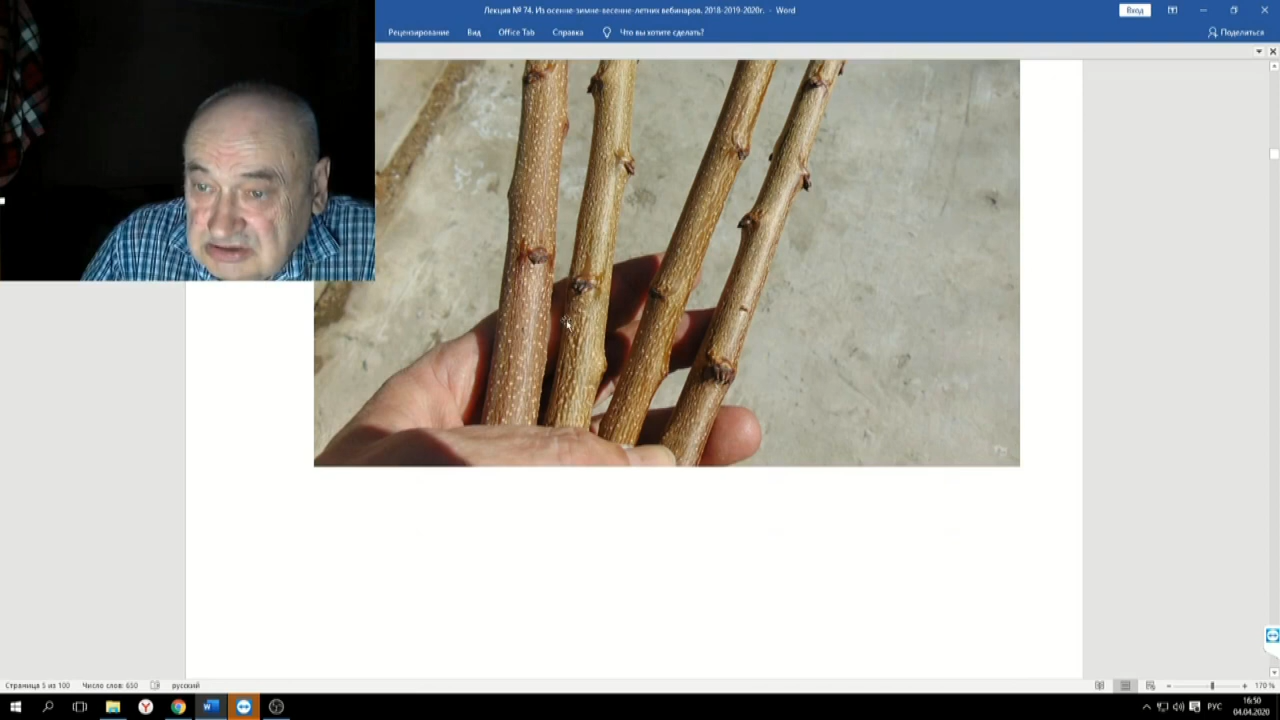 Лекция № 74. Из осенне-зимне-весенне-летних вебинаров. 2018-2019-2020г. - Word
Вход
Рецензирование Вид Office Tab Справка Что вы хотите сделать? Поделиться
Страница 5 из 100 Число слов: 650 русский 170 %
16:50
РУС
04.04.2020